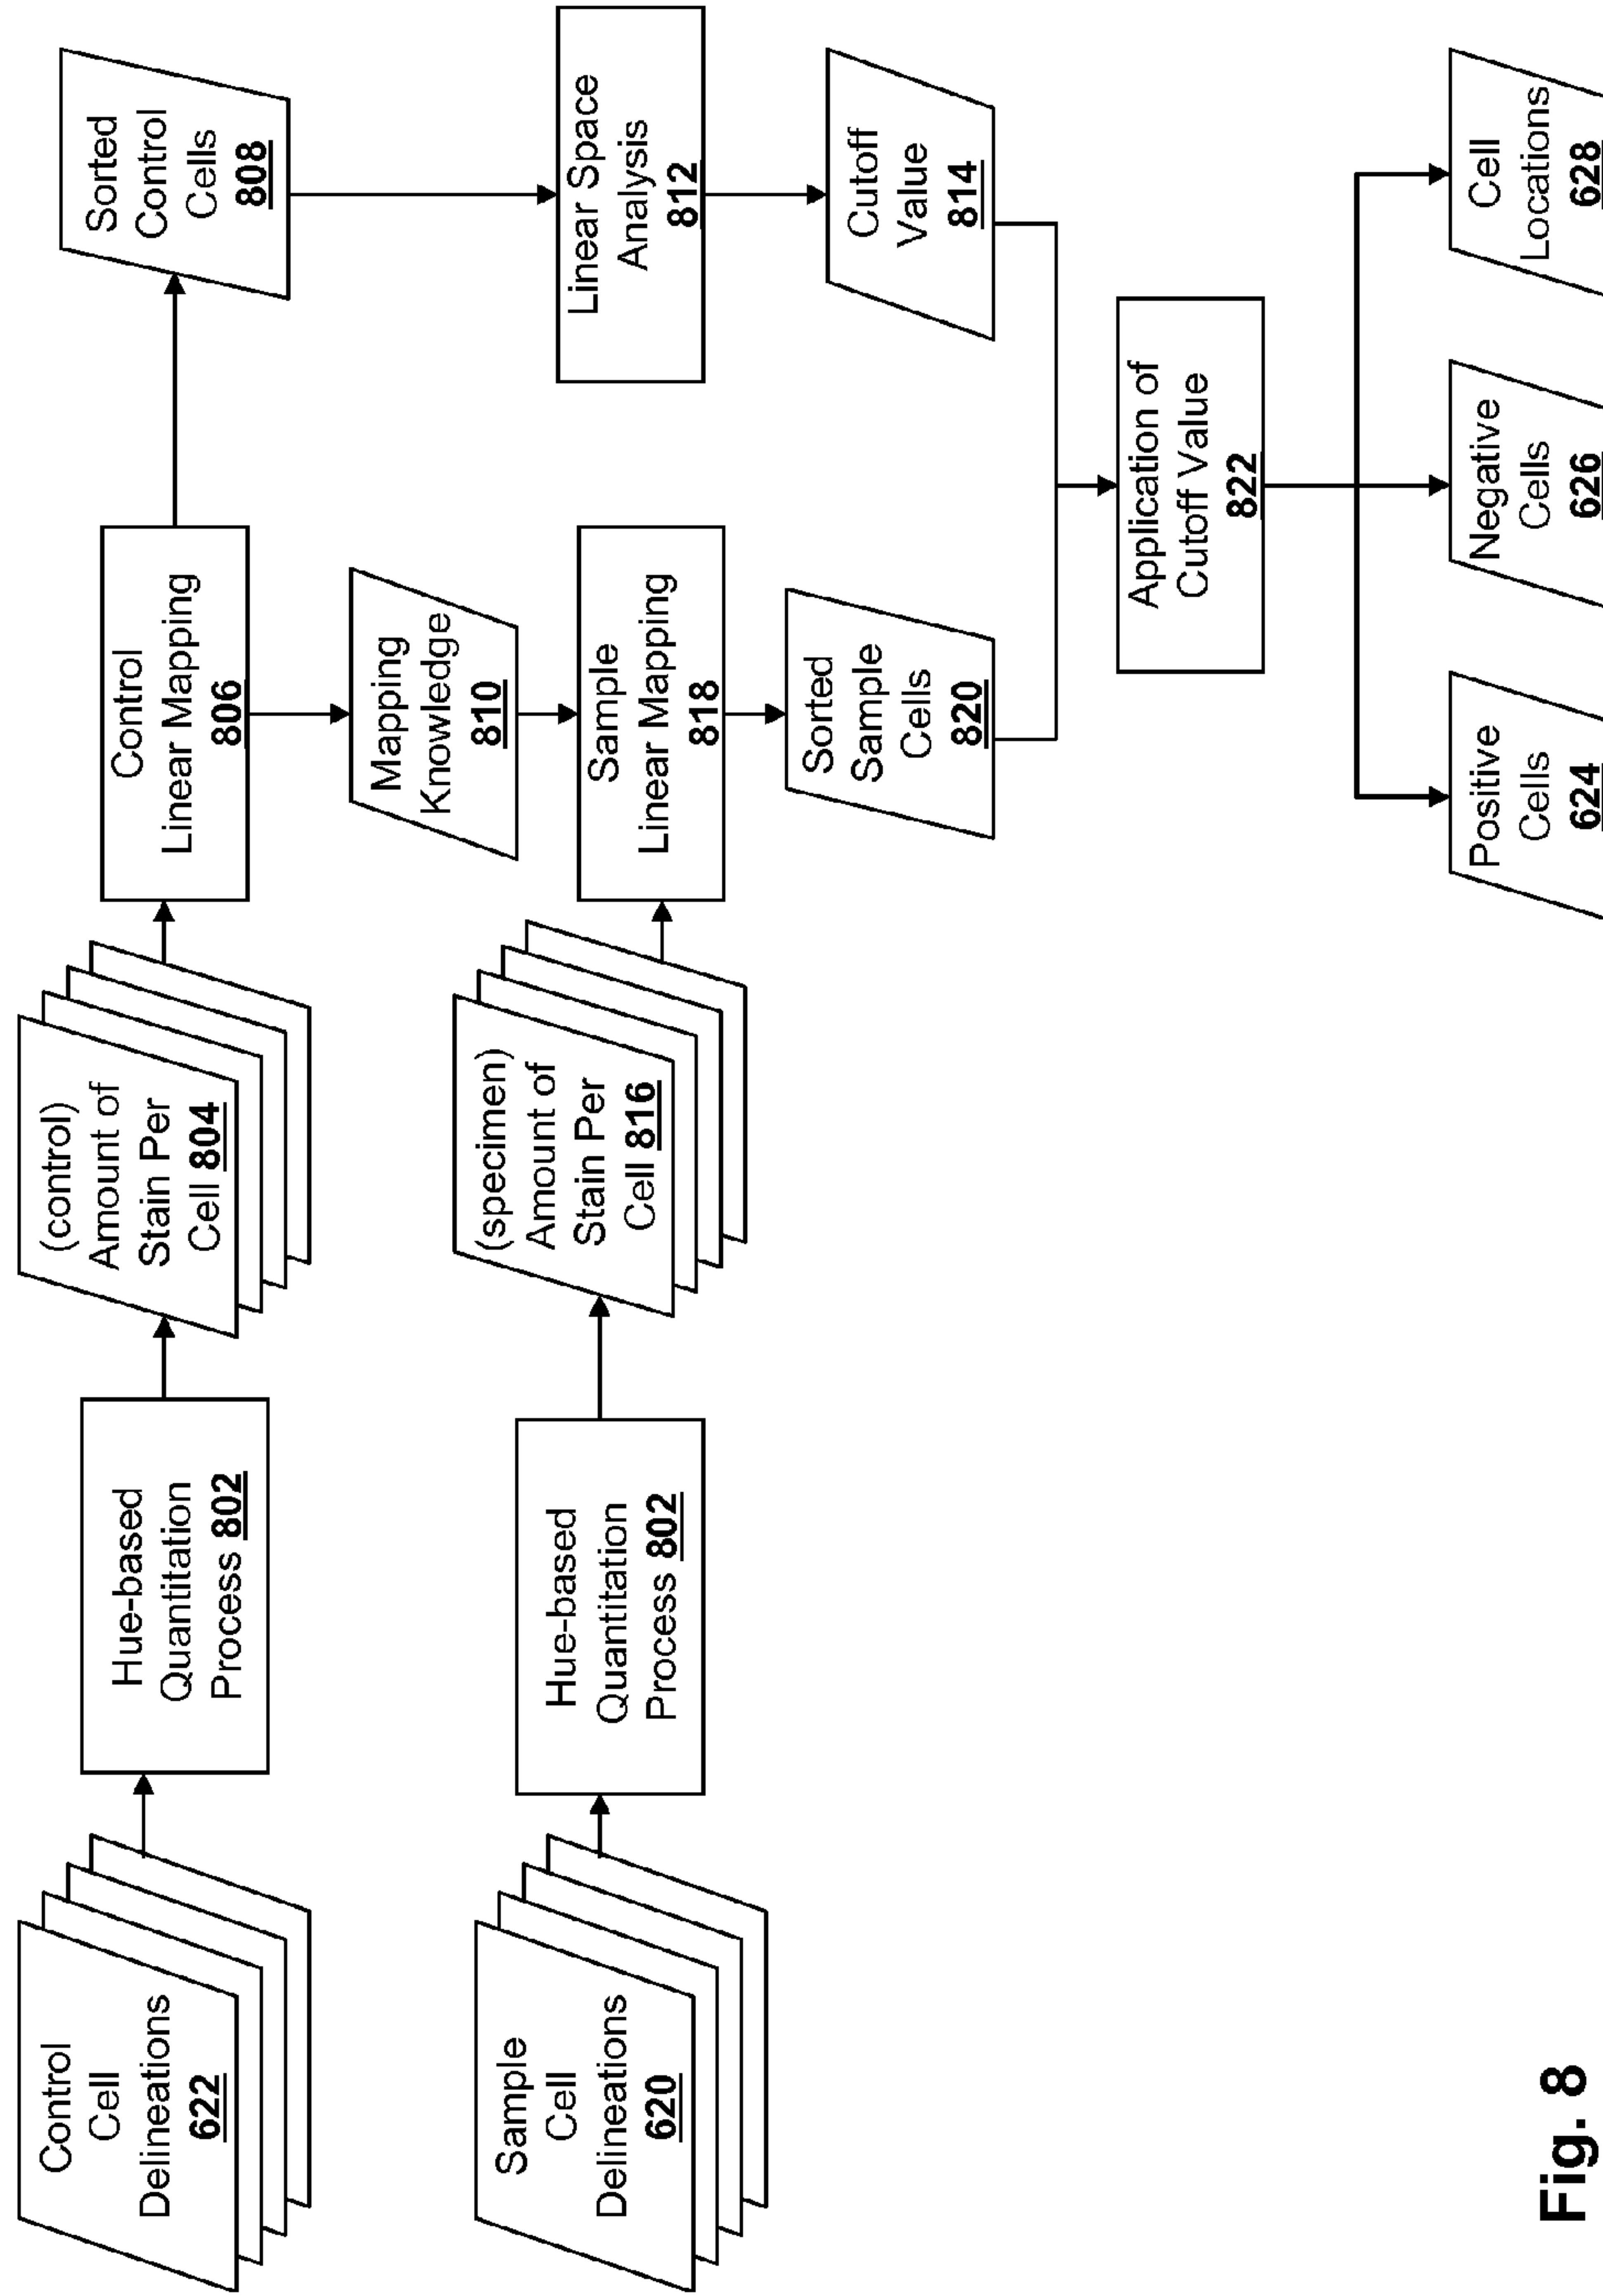 Control
Cell
Delineations
622
Hue-based
Quantitation
Process 802
(control)
Amount of
Stain Per
Cell 804
Control
Linear Mapping
806
Sorted
Control
Cells
808
Mapping
Knowledge
810
Sample
Cell
Delineations
620
Hue-based
Quantitation
Process 802
(specimen)
Amount of
Stain Per
Cell 816
Sample
Linear Mapping
818
Linear Space
Analysis
812
Sorted
Sample
Cells
820
Cutoff
Value
814
Application of
Cutoff Value
822
Positive
Cells
624
Negative
Cells
626
Cell
Locations
628
Fig. 8